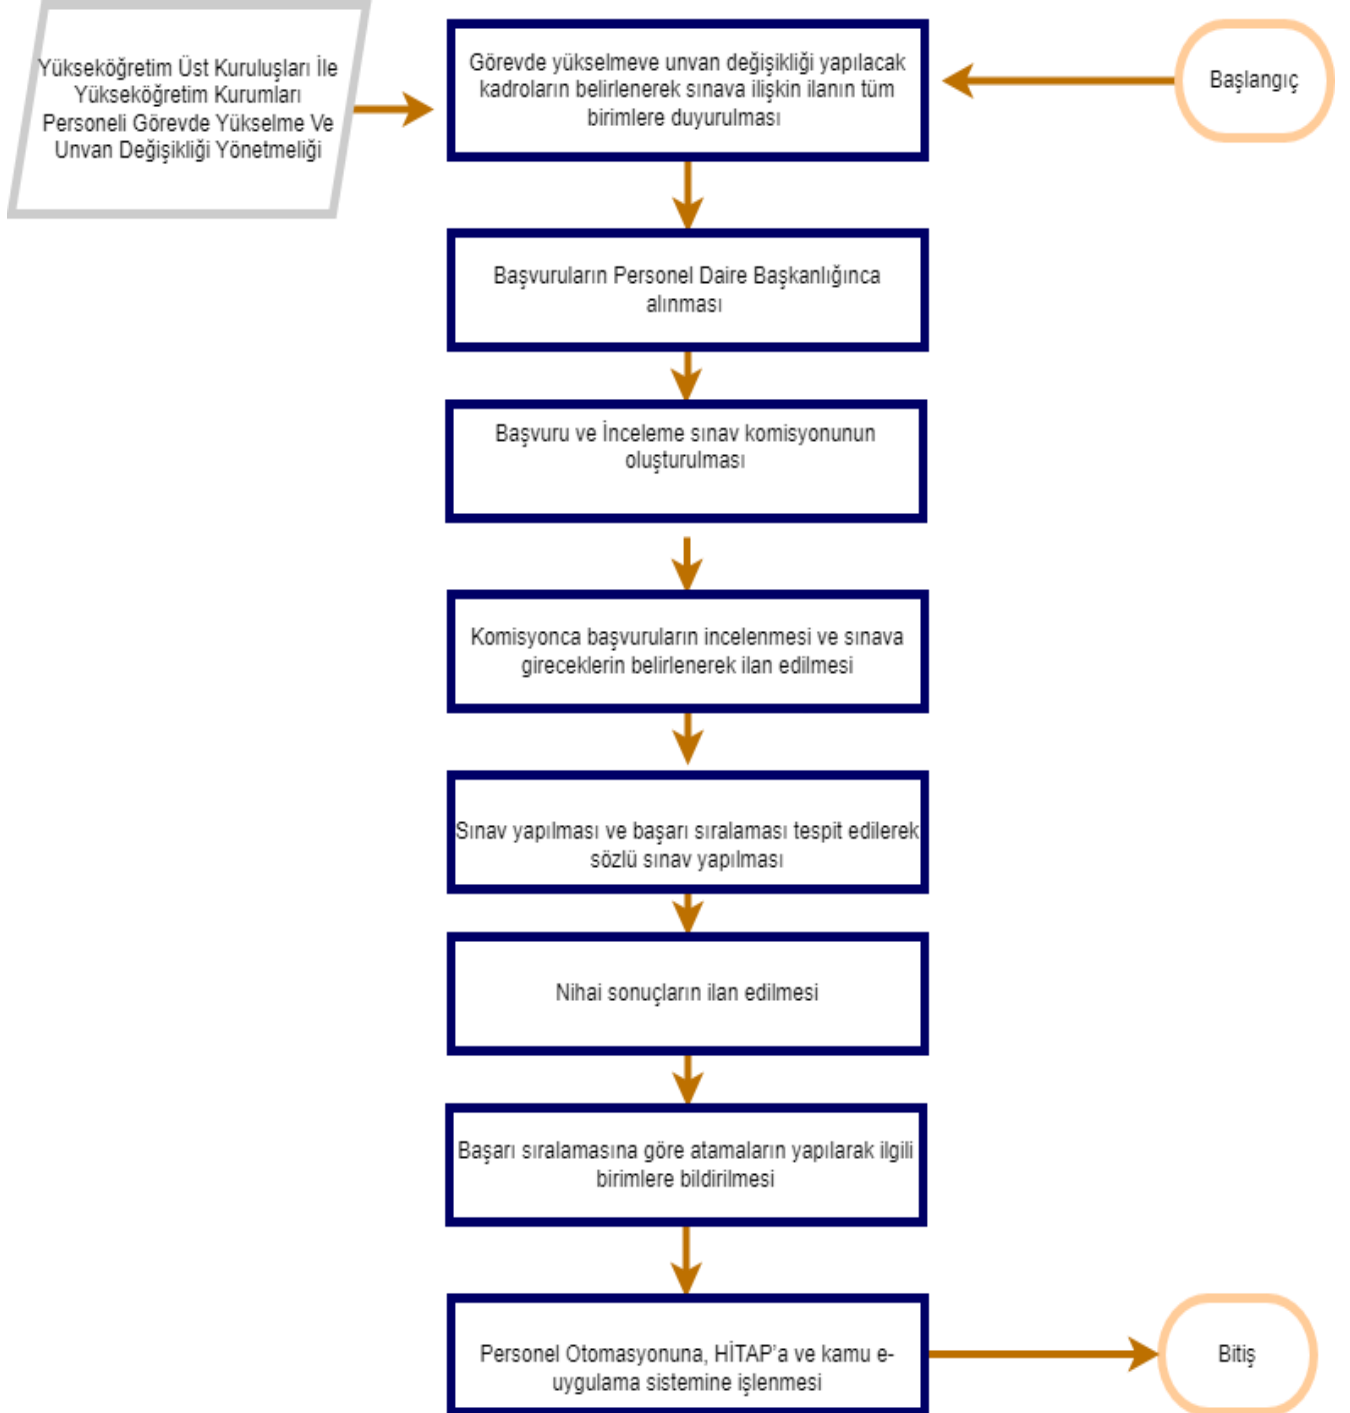 Yükseköğretim Üst Kuruluşları İle
Yükseköğretim Kurumları
Personeli Görevde Yükselme Ve
Unvan Değişikliği Yönetmeliği
Görevde yükselmeve unvan değişikliği yapılacak
kadroların belirlenerek sınava ilişkin ilanın tüm
birimlere duyurulması
Başlangıç
Başvuruların Personel Daire Başkanlığınca
alınması
Başvuru ve İnceleme sınav komisyonunun
oluşturulması
Komisyonca başvuruların incelenmesi ve sınava
gireceklerin belirlenerek ilan edilmesi
Sınav yapılması ve başarı sıralaması tespit edilerek
sözlü sınav yapılması
Nihai sonuçların ilan edilmesi
Başarı sıralamasına göre atamaların yapılarak ilgili
birimlere bildirilmesi
Personel Otomasyonuna, HİTAP’a ve kamu e-
uygulama sistemine işlenmesi
Bitiş